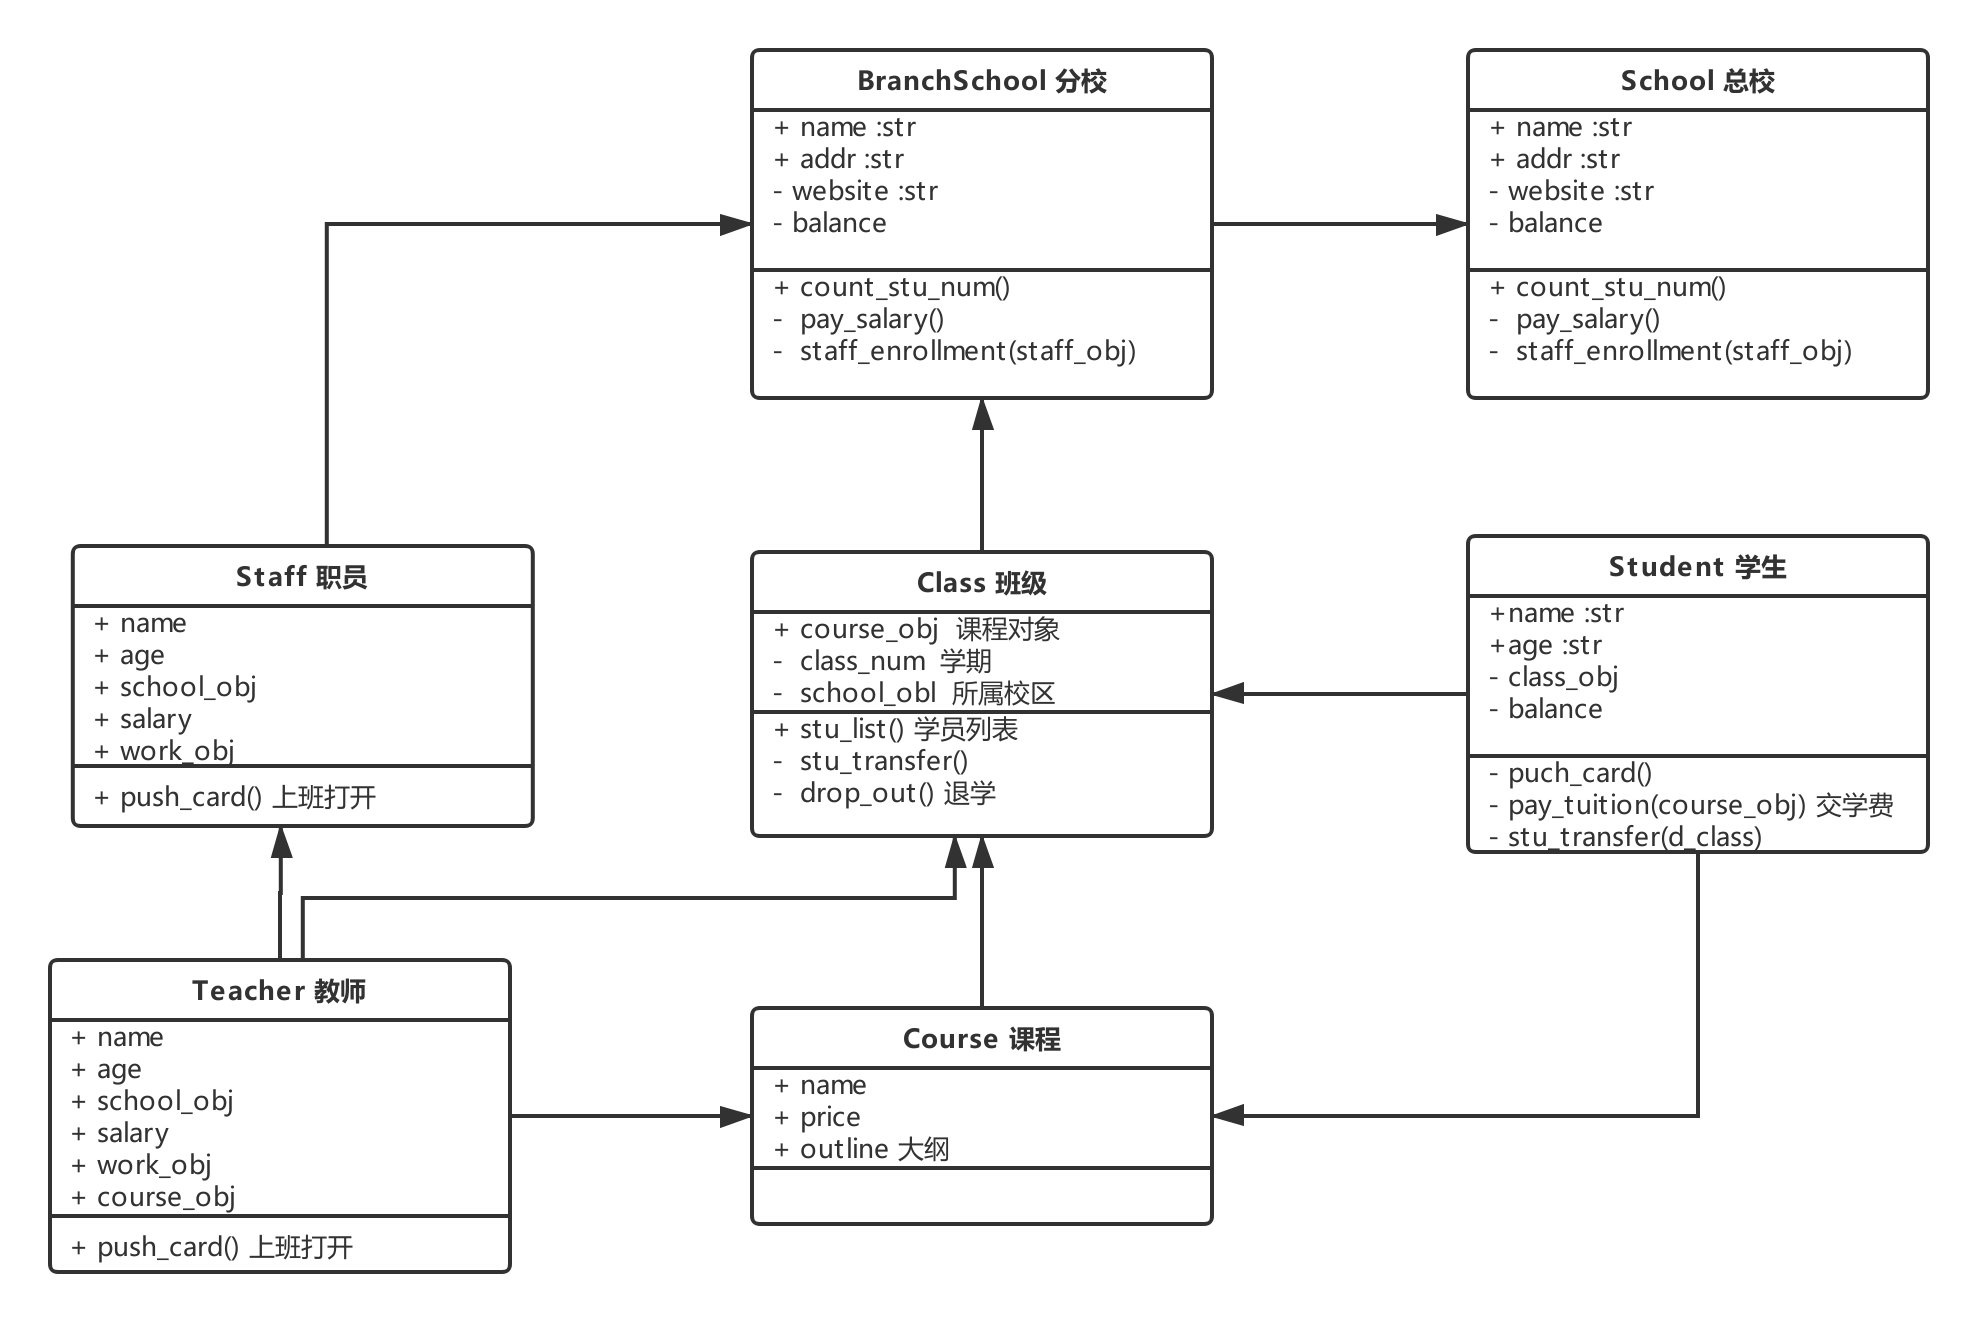 BranchSchool 分校
+ name :str
+ addr :str
- website :str
- balance
+ count_stu_num()
- pay_salary()
- staff_enrollment(staff_obj)
School 总校
+ name :str
+ addr :str
- website :str
- balance
+ count_stu_num()
- pay_salary()
- staff_enrollment(staff_obj)
Staff 职员
+ name
+ age
+ school_obj
+ salary
+ work_obj
+ push_card() 上班打开
Class 班级
+ course_obj 课程对象
- class_num 学期
- school_obl 所属校区
+ stu_list() 学员列表
- stu_transfer()
- drop_out() 退学
Student 学生
+name :str
+age :str
- class_obj
- balance
- puch_card()
- pay_tuition(course_obj) 交学费
- stu_transfer(d_class)
Teacher 教师
+ name
+ age
+ school_obj
+ salary
+ work_obj
+ course_obj
+ push_card() 上班打开
Course 课程
+ name
+ price
+ outline 大纲